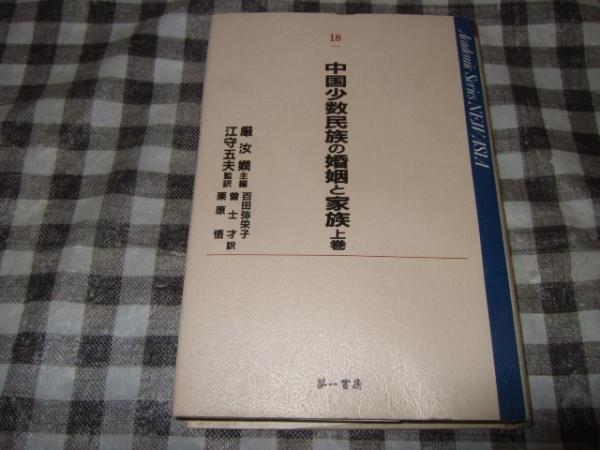 18
中国少数民族の婚姻と家族 上巻
厳汝嫻 主編
江守五夫 監訳
百田弥栄子
曾士才 訳
栗原悟
第一書房
Academic Series NEW ASIA